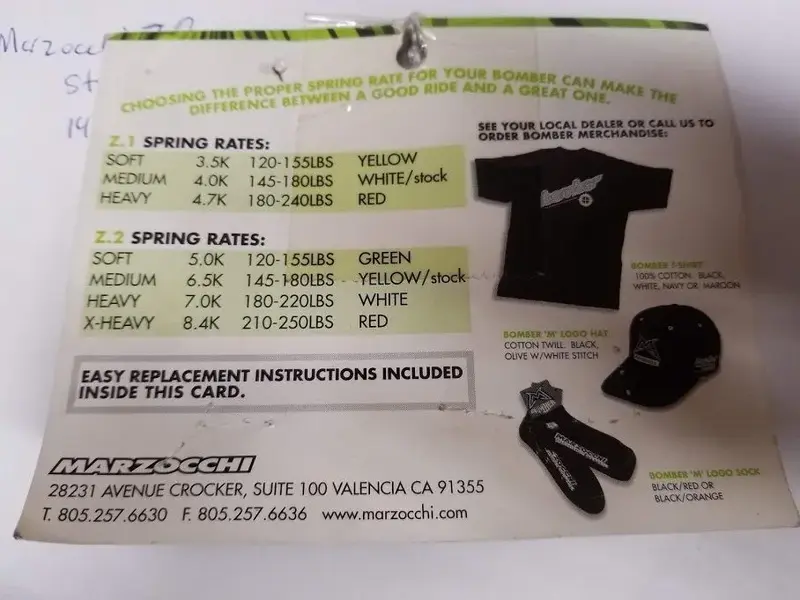 Marzocchi
St
19
CHOOSING THE PROPER SPRING RATE FOR YOUR BOMBER CAN MAKE THE
DIFFERENCE BETWEEN A GOOD RIDE AND A GREAT ONE.
Z.1 SPRING RATES:
SOFT 3.5K 120-155LBS YELLOW
MEDIUM 4.0K 145-180LBS WHITE/stock
HEAVY 4.7K 180-240LBS RED
Z.2 SPRING RATES:
SOFT 5.0K 120-155LBS GREEN
MEDIUM 6.5K 145-180LBS YELLOW/stock
HEAVY 7.0K 180-220LBS WHITE
X-HEAVY 8.4K 210-250LBS RED
EASY REPLACEMENT INSTRUCTIONS INCLUDED
INSIDE THIS CARD.
MARZOCCHI
28231 AVENUE CROCKER, SUITE 100 VALENCIA CA 91355
T. 805.257.6630 F. 805.257.6636 www.marzocchi.com
SEE YOUR LOCAL DEALER OR CALL US TO
ORDER BOMBER MERCHANDISE:
bomber
BOMBER T-SHIRT
100% COTTON. BLACK,
WHITE, NAVY OR MAROON
BOMBER 'M' LOGO HAT
COTTON TWILL. BLACK,
OLIVE W/WHITE STITCH
BOMBER 'M' LOGO SOCK
BLACK/RED OR
BLACK/ORANGE